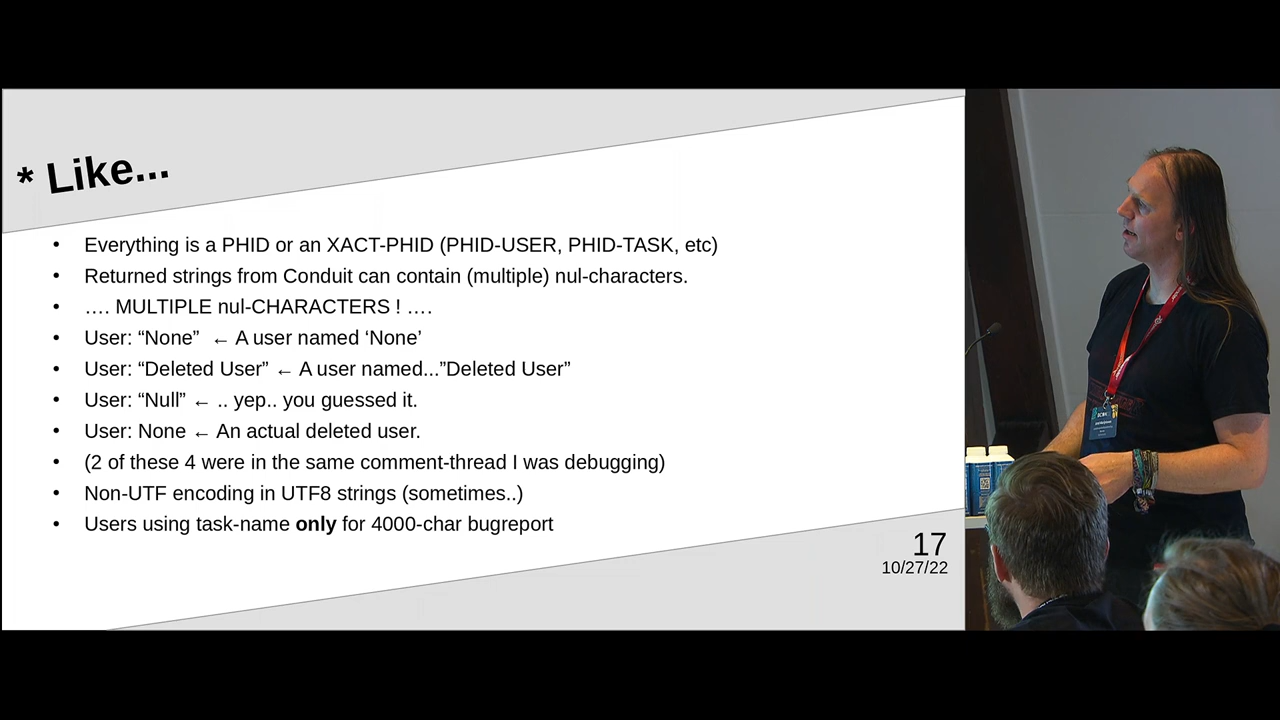 * Like...
• Everything is a PHID or an XACT-PHID (PHID-USER, PHID-TASK, etc)
• Returned strings from Conduit can contain (multiple) nul-characters.
• …. MULTIPLE nul-CHARACTERS ! ….
• User: “None”  ← A user named ‘None’
• User: “Deleted User” ← A user named...”Deleted User”
• User: “Null” ← .. yep.. you guessed it.
• User: None ← An actual deleted user.
• (2 of these 4 were in the same comment-thread I was debugging)
• Non-UTF encoding in UTF8 strings (sometimes..)
• Users using task-name only for 4000-char bugreport
17
10/27/22